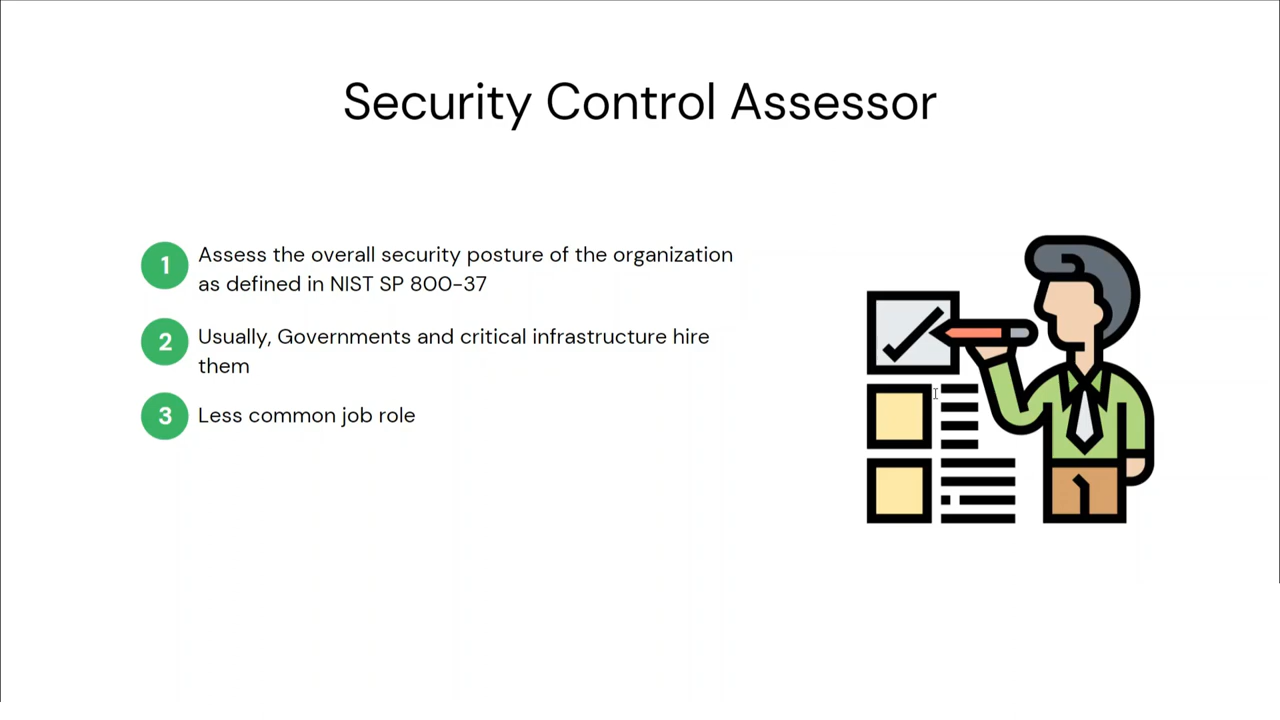 Security Control Assessor
1 Assess the overall security posture of the organization
as defined in NIST SP 800-37
2 Usually, Governments and critical infrastructure hire
them
3 Less common job role